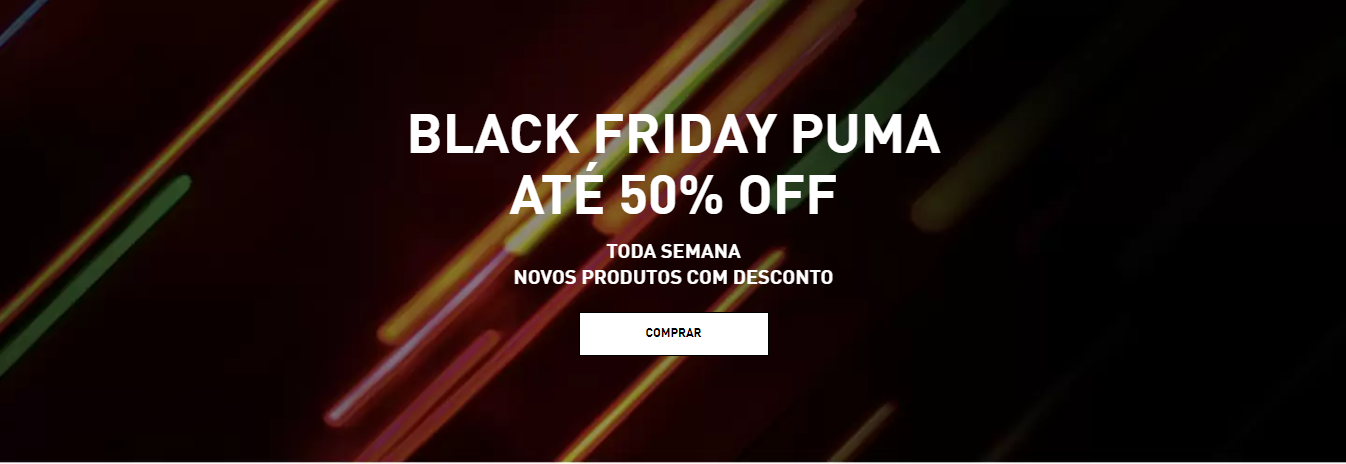 BLACK FRIDAY PUMA
ATÉ 50% OFF
TODA SEMANA
NOVOS PRODUTOS COM DESCONTO
COMPRAR